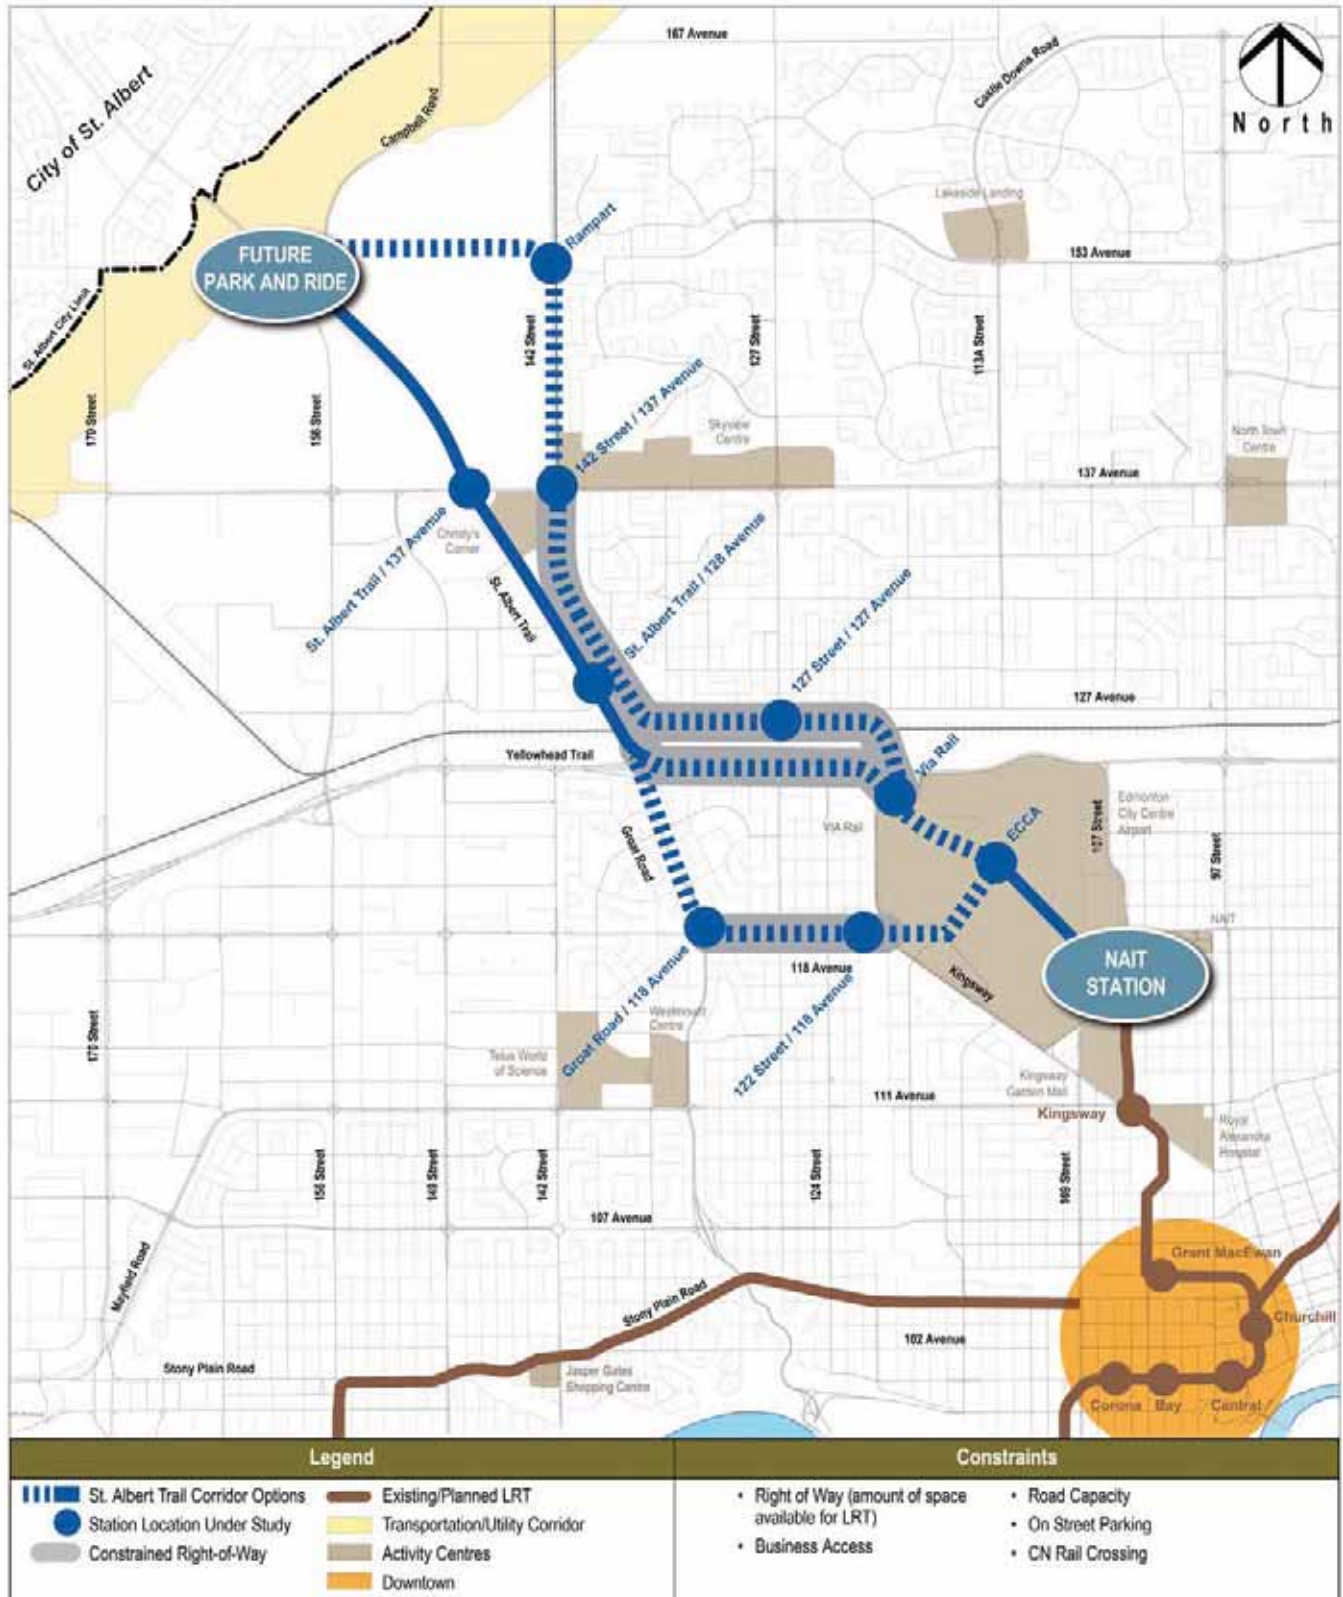 167 Avenue
City of St. Albert
Campbell Road
Castle Downs Road
North
Lakeside Landing
Rampart
153 Avenue
FUTURE
PARK AND RIDE
St. Albert City Limit
142 Street
127 Street
113A Street
170 Street
156 Street
142 Street / 137 Avenue
Skyview
Centre
North Town
Centre
137 Avenue
Christy's
Corner
St. Albert Trail / 137 Avenue
St. Albert Trail
St. Albert Trail / 128 Avenue
127 Street / 127 Avenue
127 Avenue
Yellowhead Trail
Via Rail
VIA Rail
ECCA
107 Street
Edmonton
City Centre
Airport
97 Street
Groat Road
NAIT
118 Avenue
Kingsway
NAIT
STATION
Groat Road / 118 Avenue
122 Street / 118 Avenue
170 Street
Westmount
Centre
Telus World
of Science
Kingsway
Garden Mall
111 Avenue
Kingsway
Royal
Alexandra
Hospital
156 Street
149 Street
142 Street
124 Street
109 Street
107 Avenue
Mayfield Road
Grant MacEwan
Stony Plain Road
Churchill
102 Avenue
Stony Plain Road
Jasper Gates
Shopping Centre
Corona
Bay
Central
Legend
St. Albert Trail Corridor Options
Station Location Under Study
Constrained Right-of-Way
Existing/Planned LRT
Transportation/Utility Corridor
Activity Centres
Downtown
Constraints
• Right of Way (amount of space
available for LRT)
• Business Access
• Road Capacity
• On Street Parking
• CN Rail Crossing